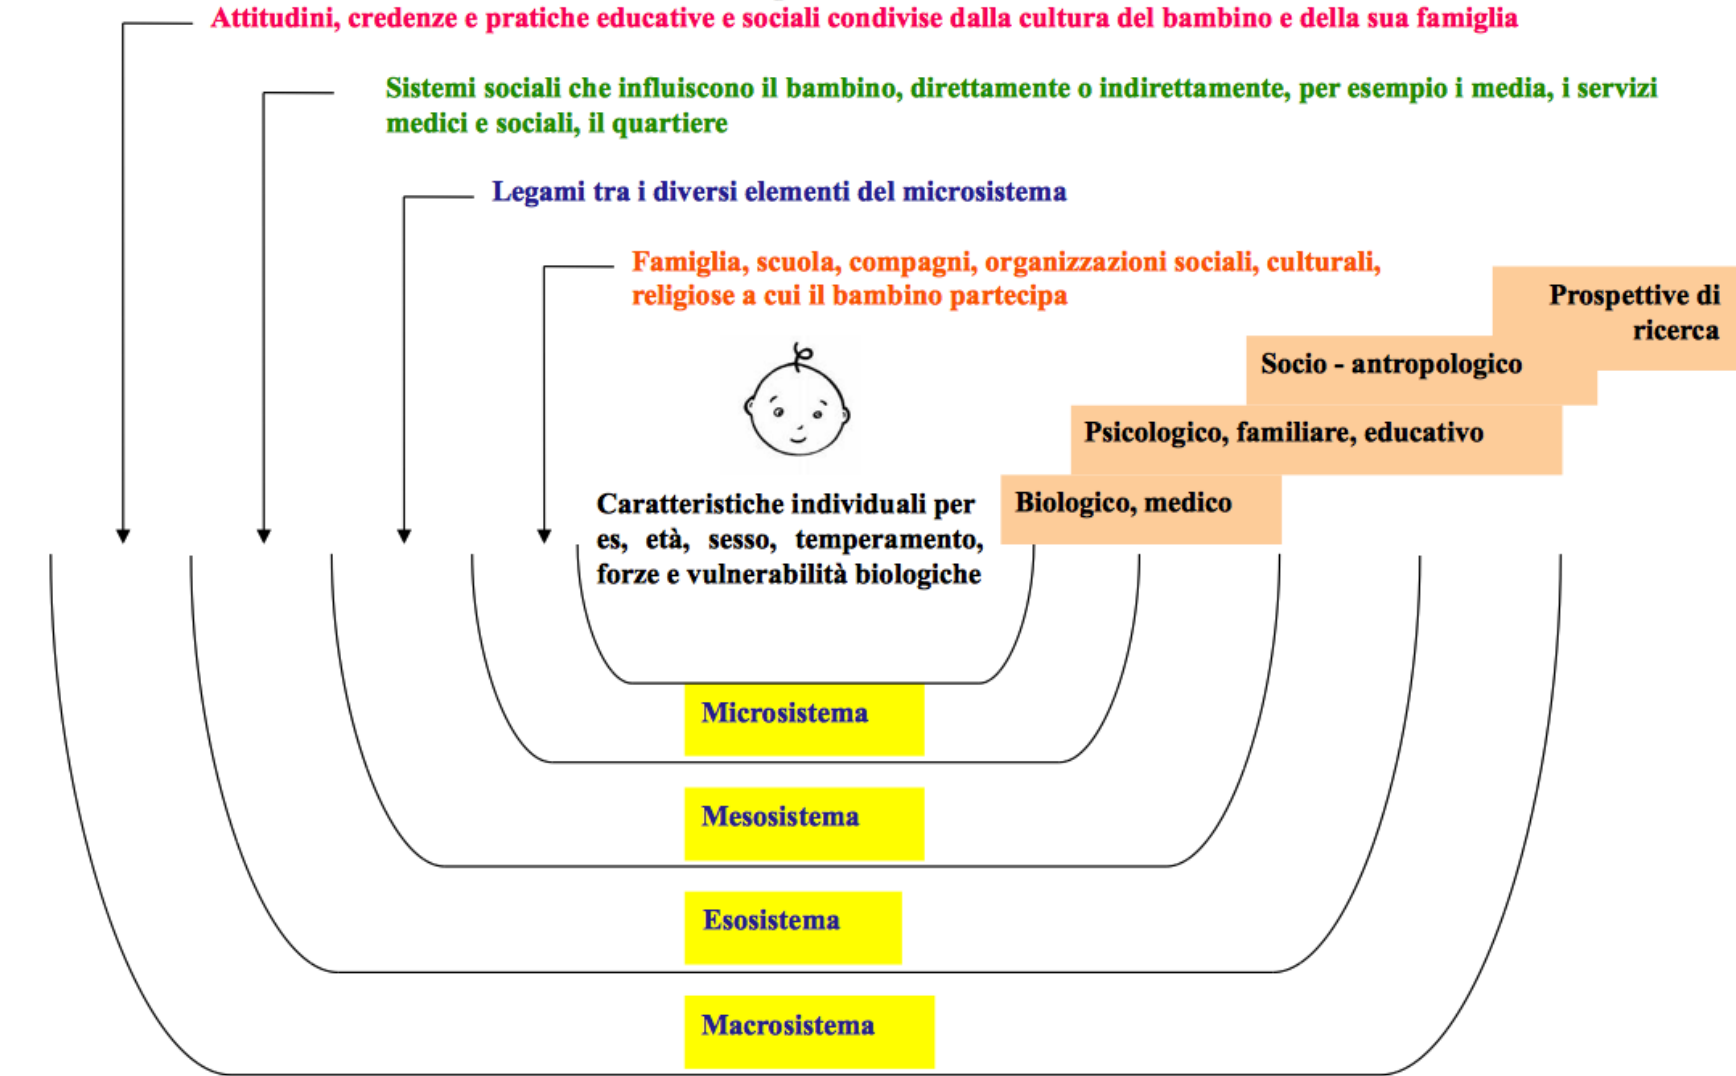 Attitudini, credenze e pratiche educative e sociali condivise dalla cultura del bambino e della sua famiglia
Sistemi sociali che influiscono il bambino, direttamente o indirettamente, per esempio i media, i servizi
medici e sociali, il quartiere
Legami tra i diversi elementi del microsistema
Famiglia, scuola, compagni, organizzazioni sociali, culturali,
religiose a cui il bambino partecipa
Prospettive di
ricerca
Socio - antropologico
Psicologico, familiare, educativo
Biologico, medico
Caratteristiche individuali per
es, età, sesso, temperamento,
forze e vulnerabilità biologiche
Microsistema
Mesosistema
Esosistema
Macrosistema